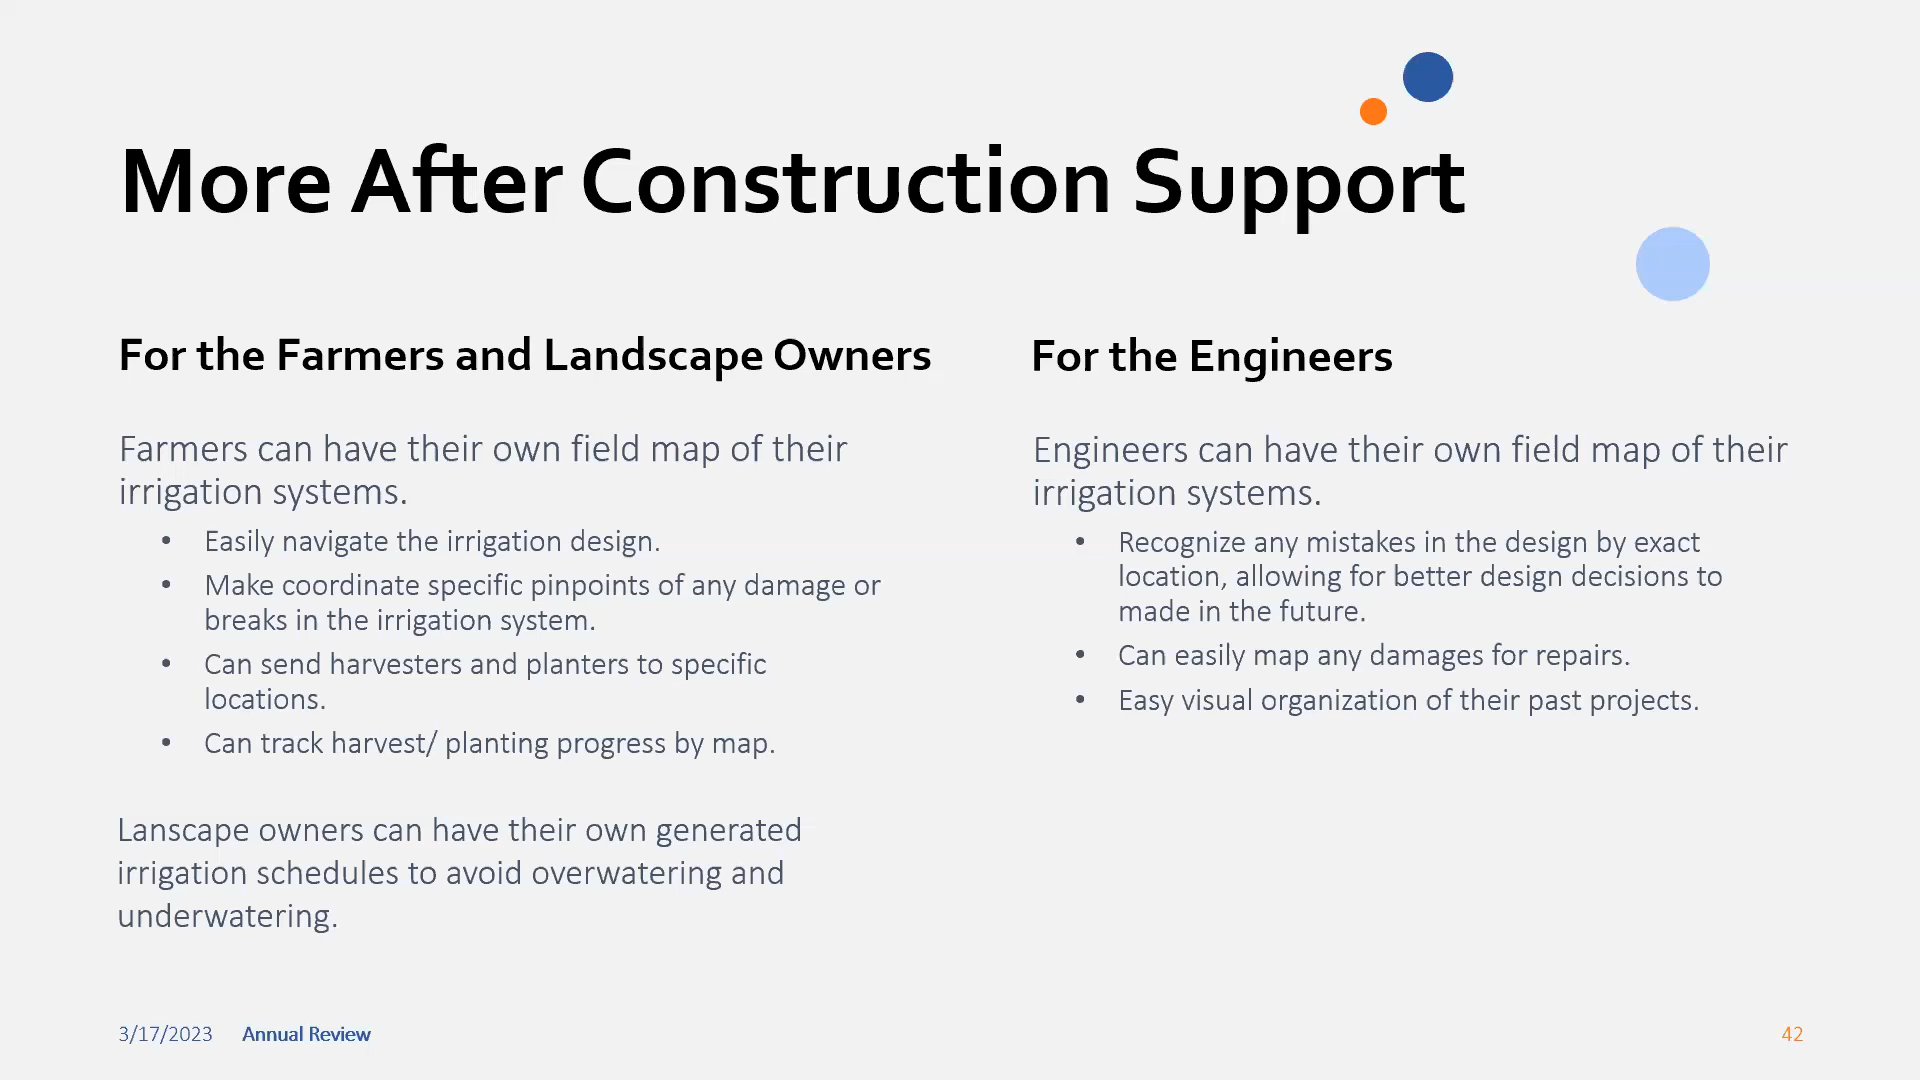 More After Construction Support
For the Farmers and Landscape Owners
Farmers can have their own field map of their
irrigation systems.
• Easily navigate the irrigation design.
• Make coordinate specific pinpoints of any damage or
breaks in the irrigation system.
• Can send harvesters and planters to specific
locations.
• Can track harvest/ planting progress by map.
Lanscape owners can have their own generated
irrigation schedules to avoid overwatering and
underwatering.
For the Engineers
Engineers can have their own field map of their
irrigation systems.
• Recognize any mistakes in the design by exact
location, allowing for better design decisions to
made in the future.
• Can easily map any damages for repairs.
• Easy visual organization of their past projects.
3/17/2023 Annual Review
42